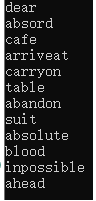 dear
absord
cafe
arriveat
carryon
table
abandon
suit
absolute
blood
inpossible
ahead